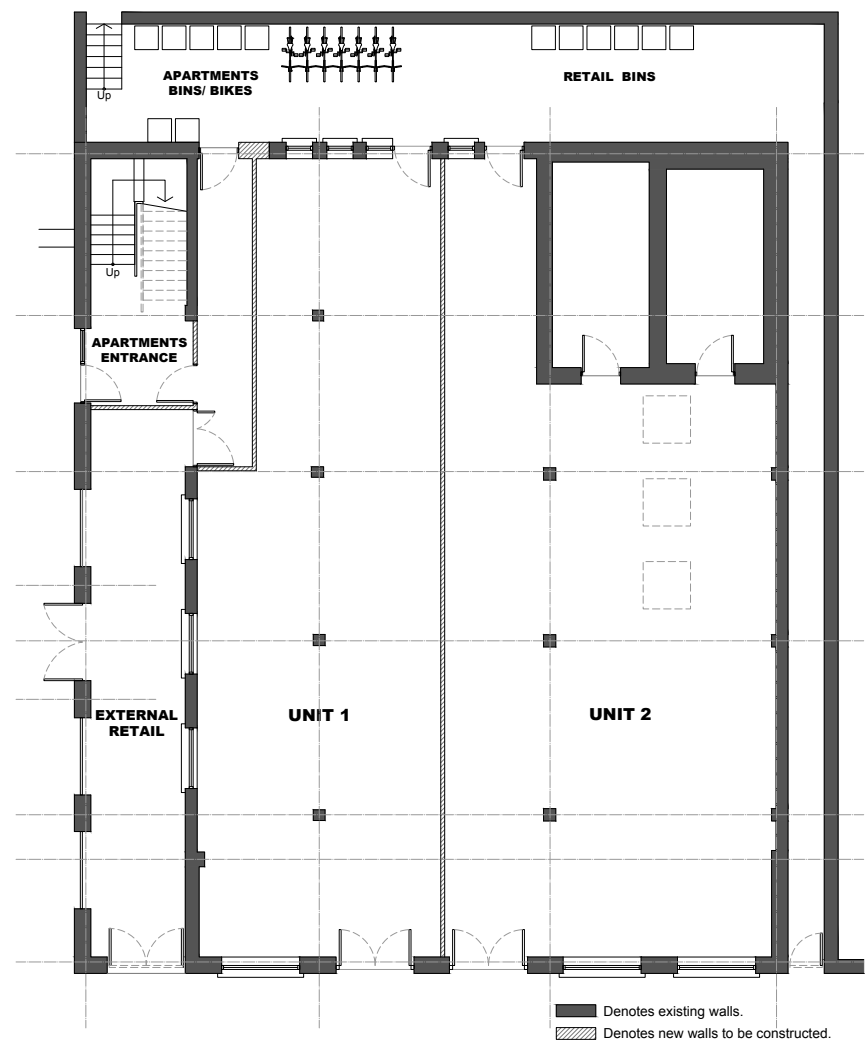 APARTMENTS
BINS/ BIKES
RETAIL BINS
Up
Up
APARTMENTS
ENTRANCE
EXTERNAL
RETAIL
UNIT 1
UNIT 2
Denotes existing walls.
Denotes new walls to be constructed.